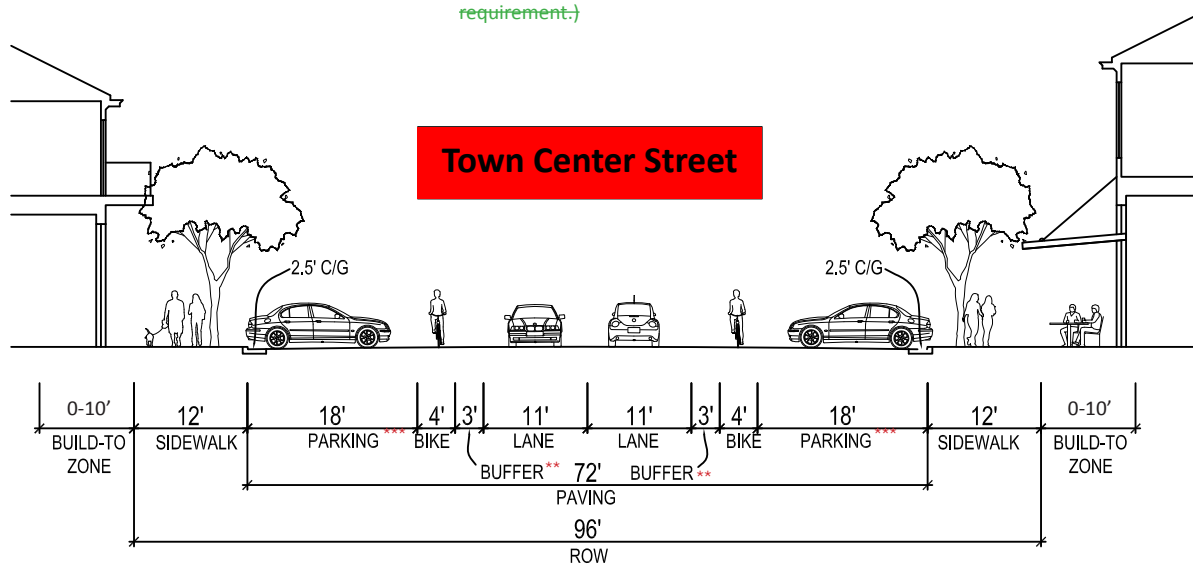 requirement.)
Town Center Street
2.5' C/G 2.5' C/G
0-10' 12' 18' 4' 3' 11' 11' 3' 4' 18' 12' 0-10'
BUILD-TO SIDEWALK PARKING *** BIKE LANE LANE BIKE PARKING *** SIDEWALK BUILD-TO
ZONE ZONE
BUFFER ** 72' BUFFER **
PAVING
96'
ROW